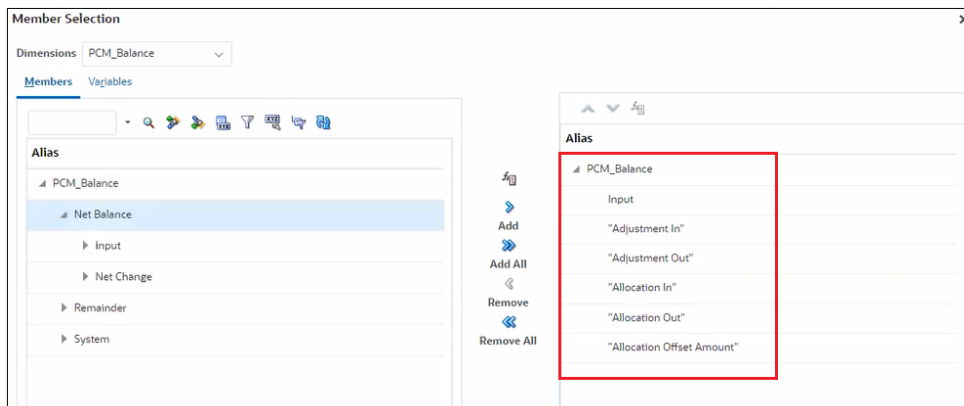 Member Selection
Dimensions PCM_Balance
Members Variables
Alias
PCM_Balance
Net Balance
Input
Net Change
Remainder
System
Add
Add All
Remove
Remove All
Alias
PCM_Balance
Input
"Adjustment In"
"Adjustment Out"
"Allocation In"
"Allocation Out"
"Allocation Offset Amount"